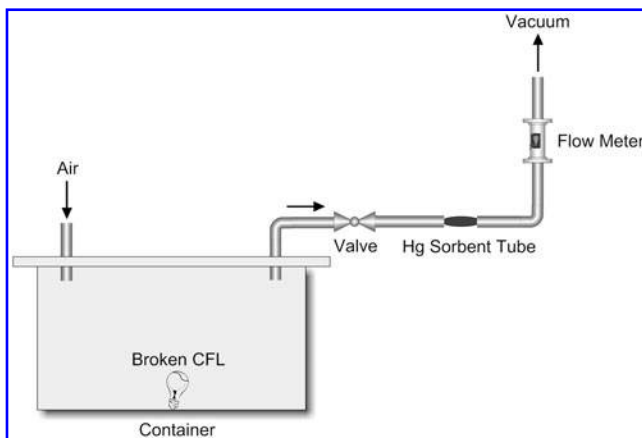 Vacuum
Flow Meter
Air
Valve
Hg Sorbent Tube
Broken CFL
Container